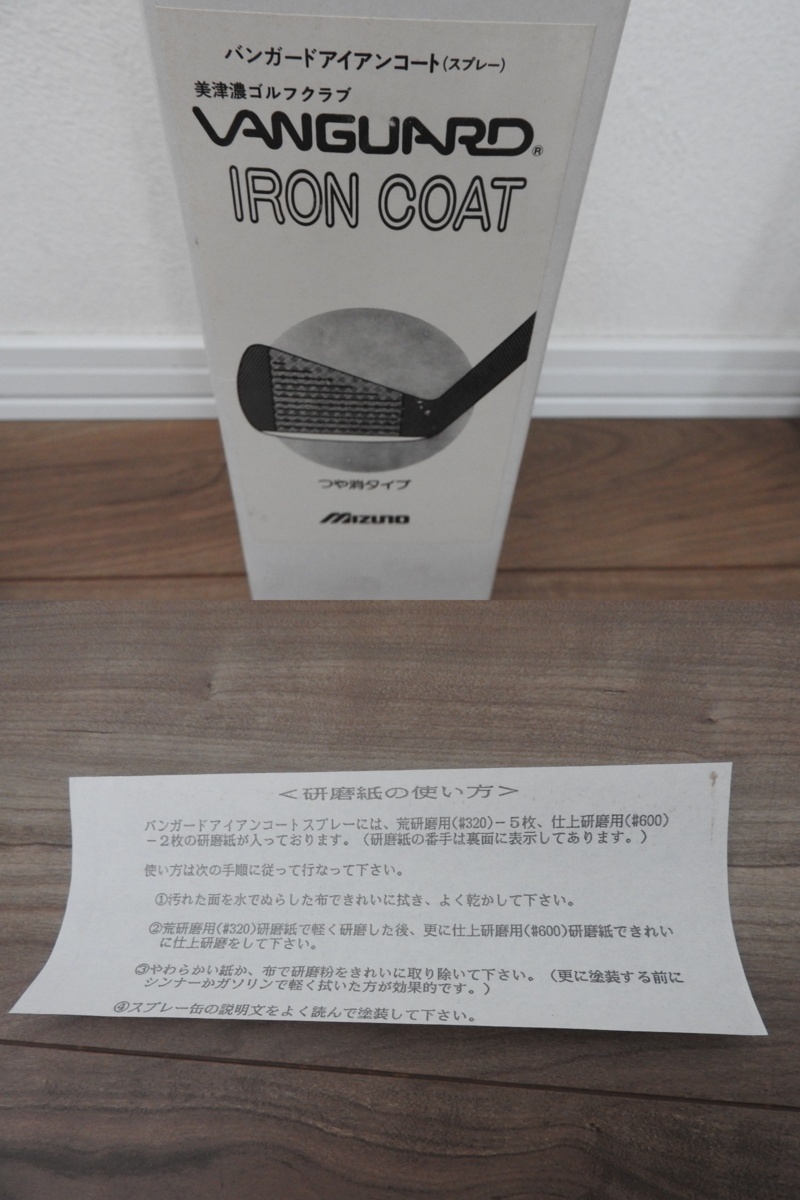 バンガードアイアンコート(スプレー)
美津濃ゴルフクラブ
VANGUARD®
IRON COAT
つや消タイプ
MIZUNO
<研磨紙の使い方>
バンガードアイアンコートスプレーには、荒研磨用(#320)-5枚、仕上研磨用(#600)
-2枚の研磨紙が入っております。(研磨紙の番手は裏面に表示してあります。)
使い方は次の手順に従って行なって下さい。
①汚れた面を水でぬらした布できれいに拭き、よく乾かして下さい。
②荒研磨用(#320)研磨紙で軽く研磨した後、更に仕上研磨用(#600)研磨紙できれい
に仕上研磨をして下さい。
③やわらかい紙か、布で研磨粉をきれいに取り除いて下さい。(更に塗装する前に
シンナーかガソリンで軽く拭いた方が効果的です。)
④スプレー缶の説明文をよく読んで塗装して下さい。